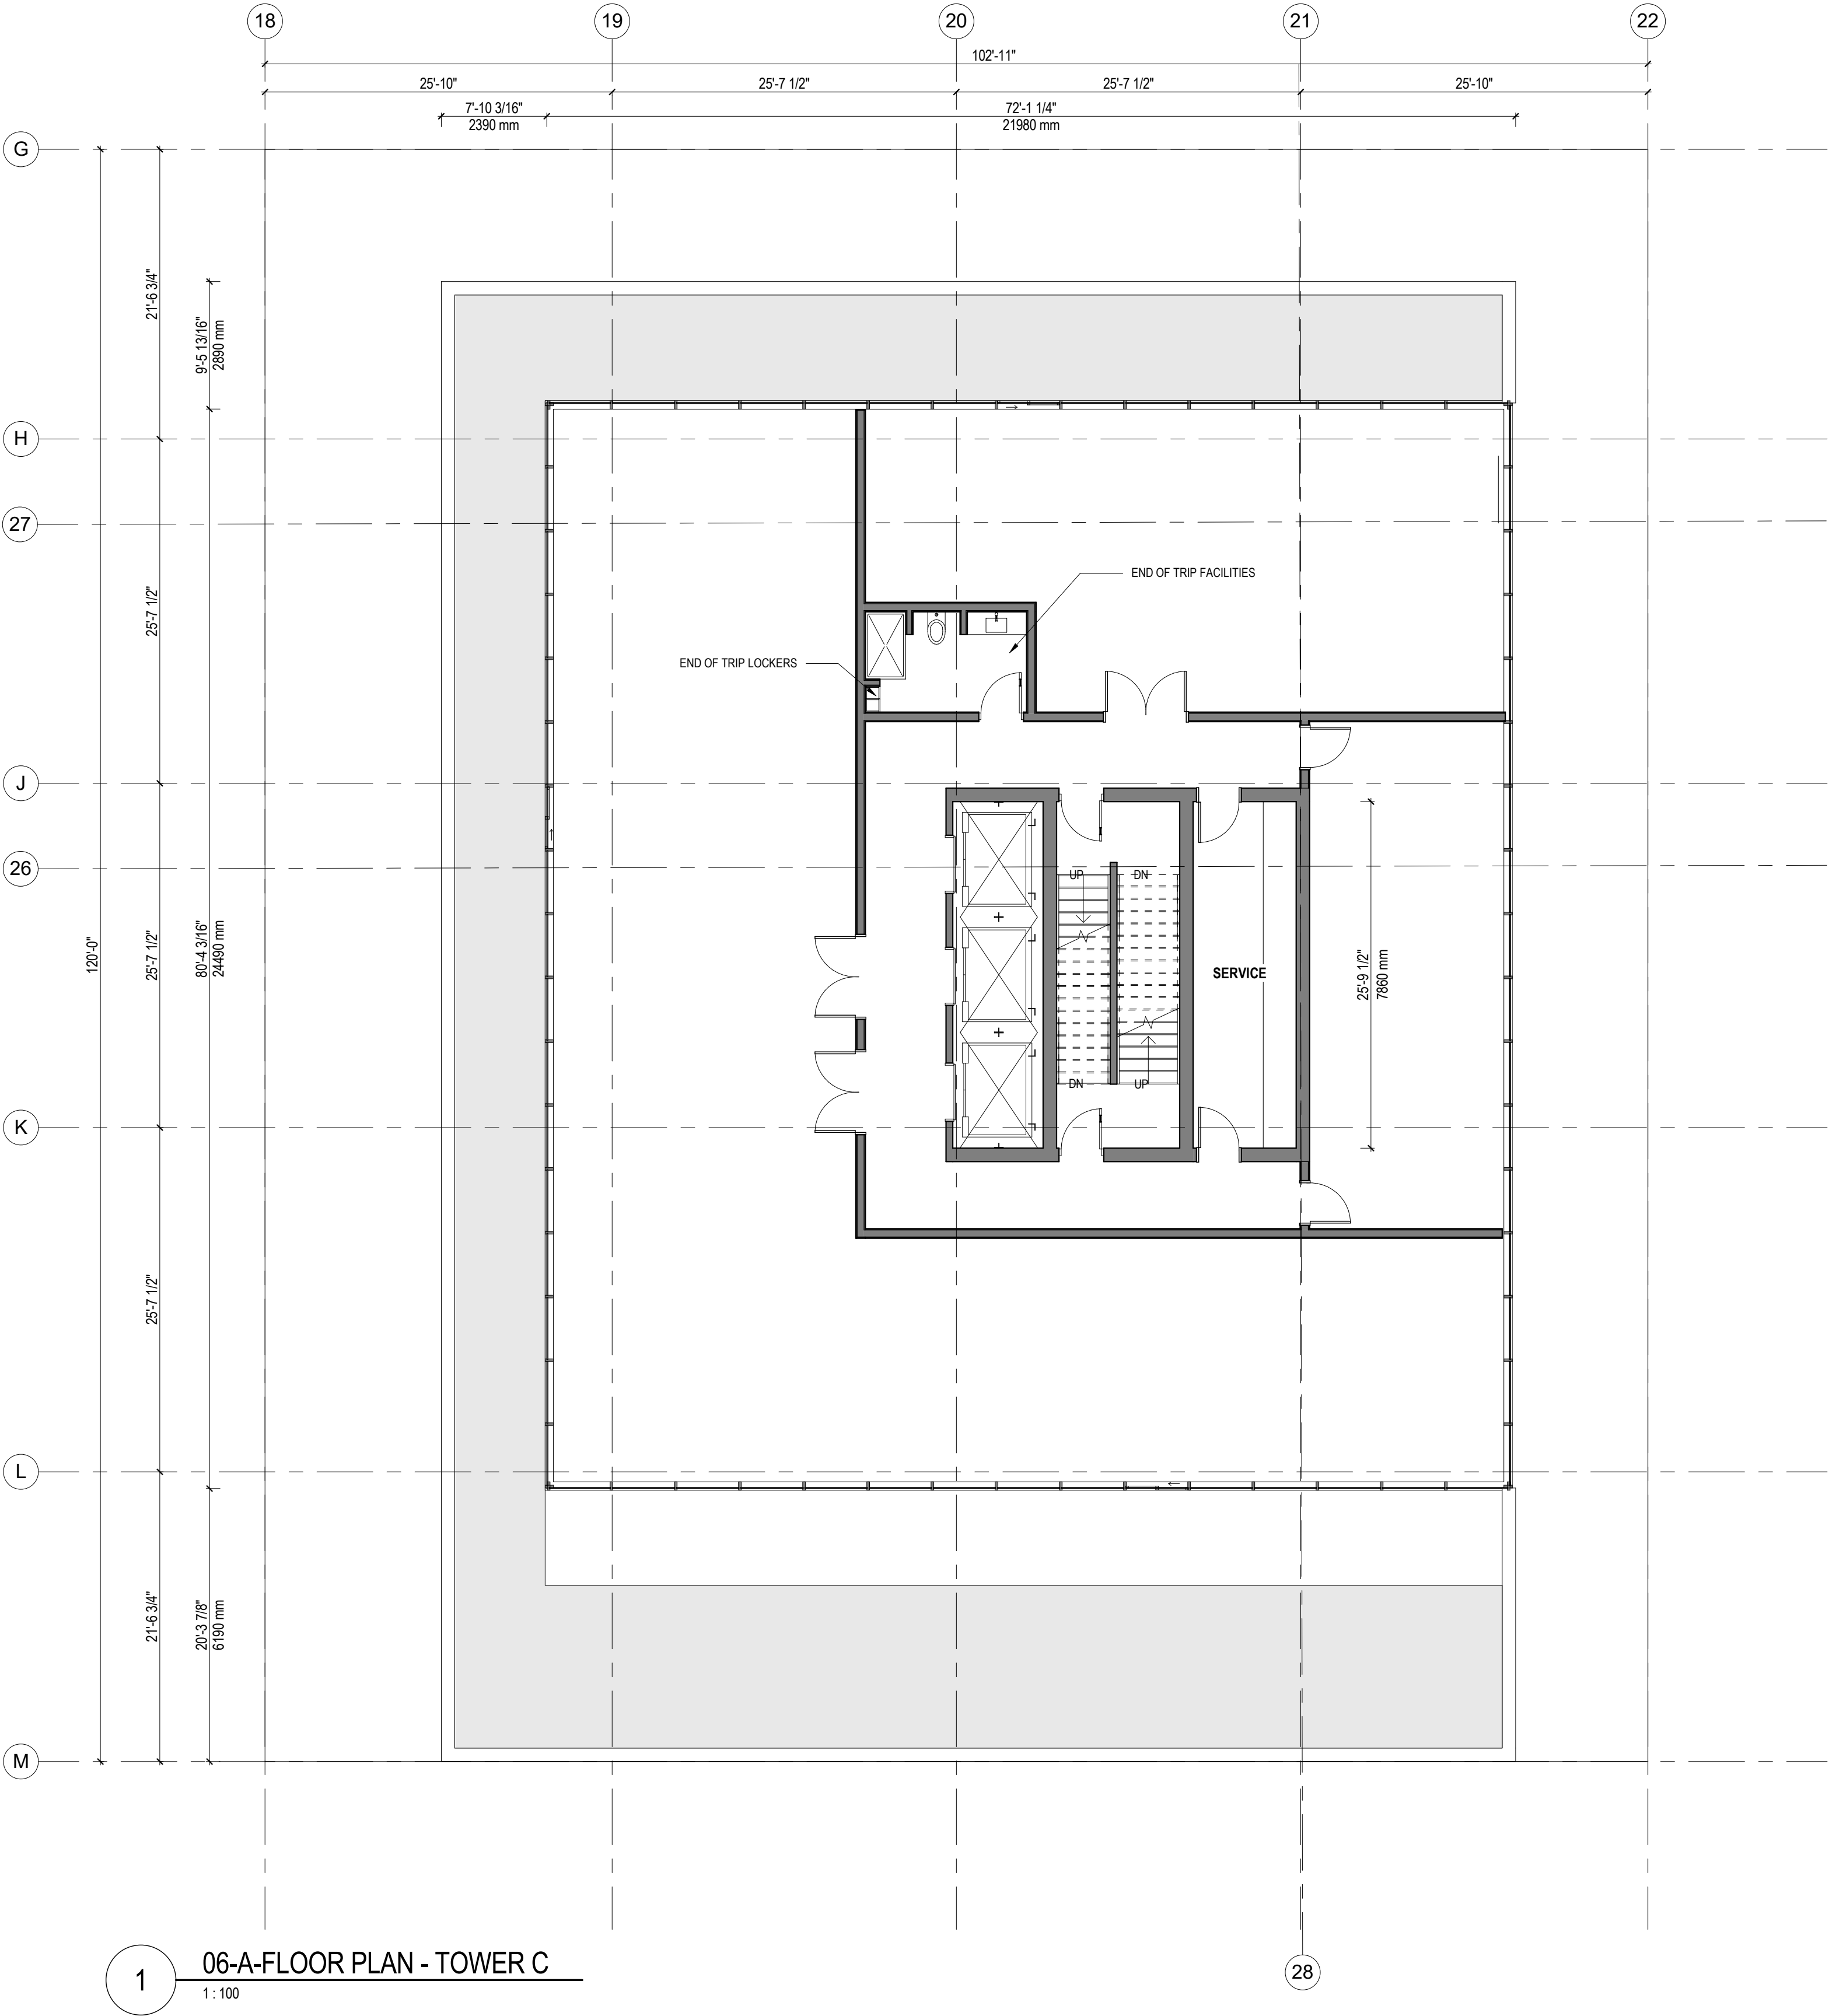 18
19
20
21
22
102'-11"
25'-10"
25'-7 1/2"
25'-7 1/2"
25'-10"
7'-10 3/16"
2390 mm
72'-1 1/4"
21980 mm
G
21'-6 3/4"
9'-5 13/16"
2890 mm
H
27
END OF TRIP FACILITIES
25'-7 1/2"
END OF TRIP LOCKERS
J
26
UP
DN
120'-0"
25'-7 1/2"
80'-4 3/16"
24490 mm
SERVICE
25'-9 1/2"
7860 mm
DN
UP
K
25'-7 1/2"
L
21'-6 3/4"
20'-3 7/8"
6190 mm
M
1
06-A-FLOOR PLAN - TOWER C
1 : 100
28